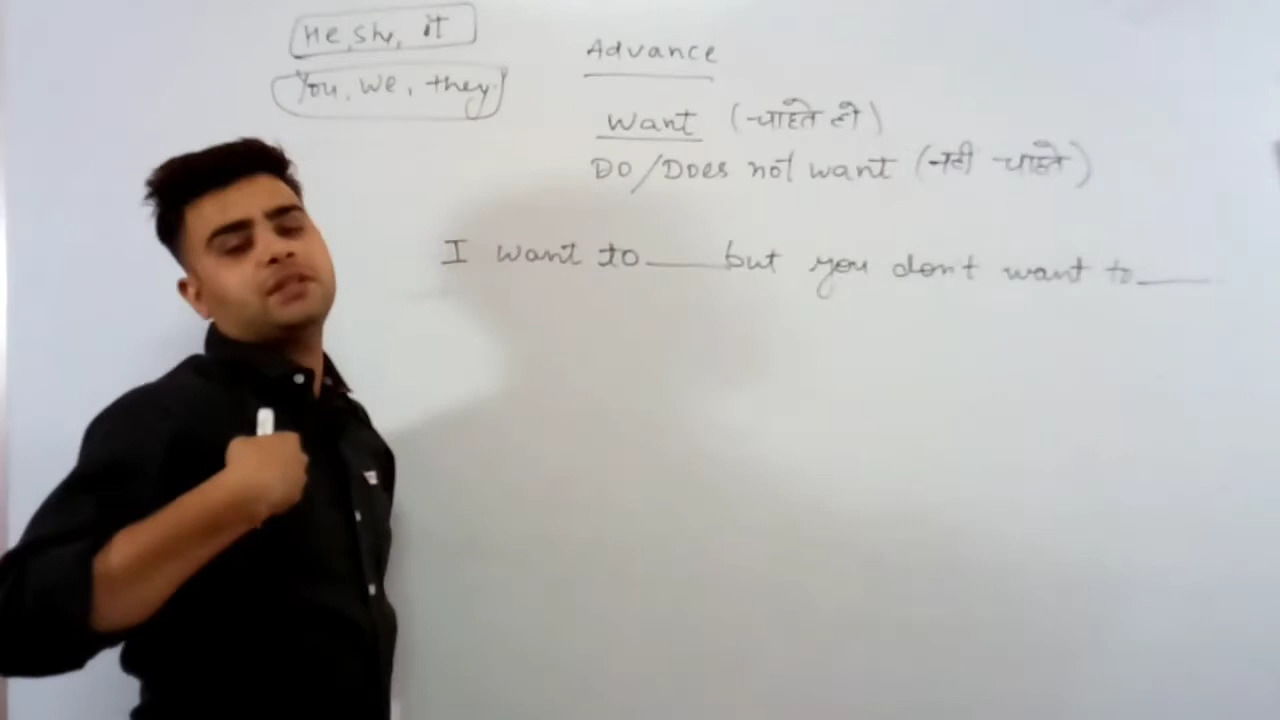 He, she, it
You, we, they
Advance
Want (चाहते हो)
DO/Does not want (नही चाहते)
I want to___ but you dont want to___